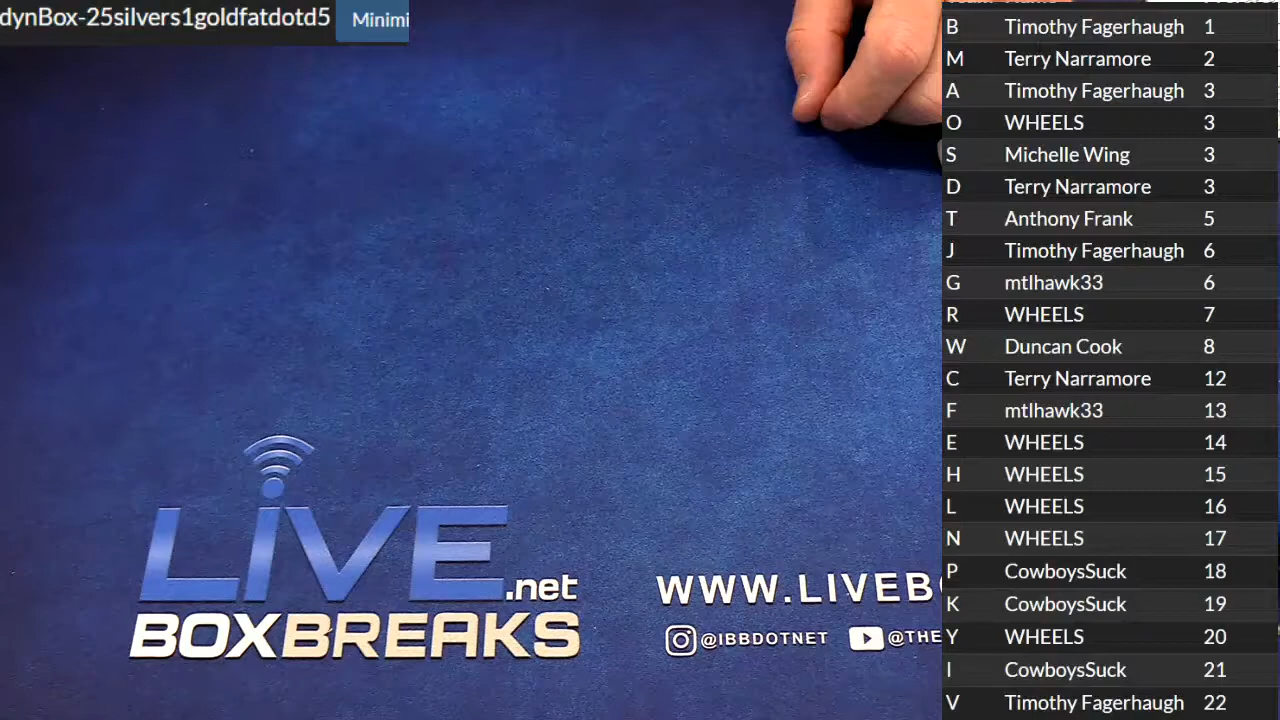 dynBox-25silvers1goldfatdotd5 Minimi
B Timothy Fagerhaugh 1
M Terry Narramore 2
A Timothy Fagerhaugh 3
O WHEELS 3
S Michelle Wing 3
D Terry Narramore 3
T Anthony Frank 5
J Timothy Fagerhaugh 6
G mtlhawk33 6
R WHEELS 7
W Duncan Cook 8
C Terry Narramore 12
F mtlhawk33 13
E WHEELS 14
H WHEELS 15
L WHEELS 16
N WHEELS 17
P CowboysSuck 18
K CowboysSuck 19
Y WHEELS 20
I CowboysSuck 21
V Timothy Fagerhaugh 22
LIVE.net
BOXBREAKS
WWW.LIVEB
@IBBDOTNET @THE